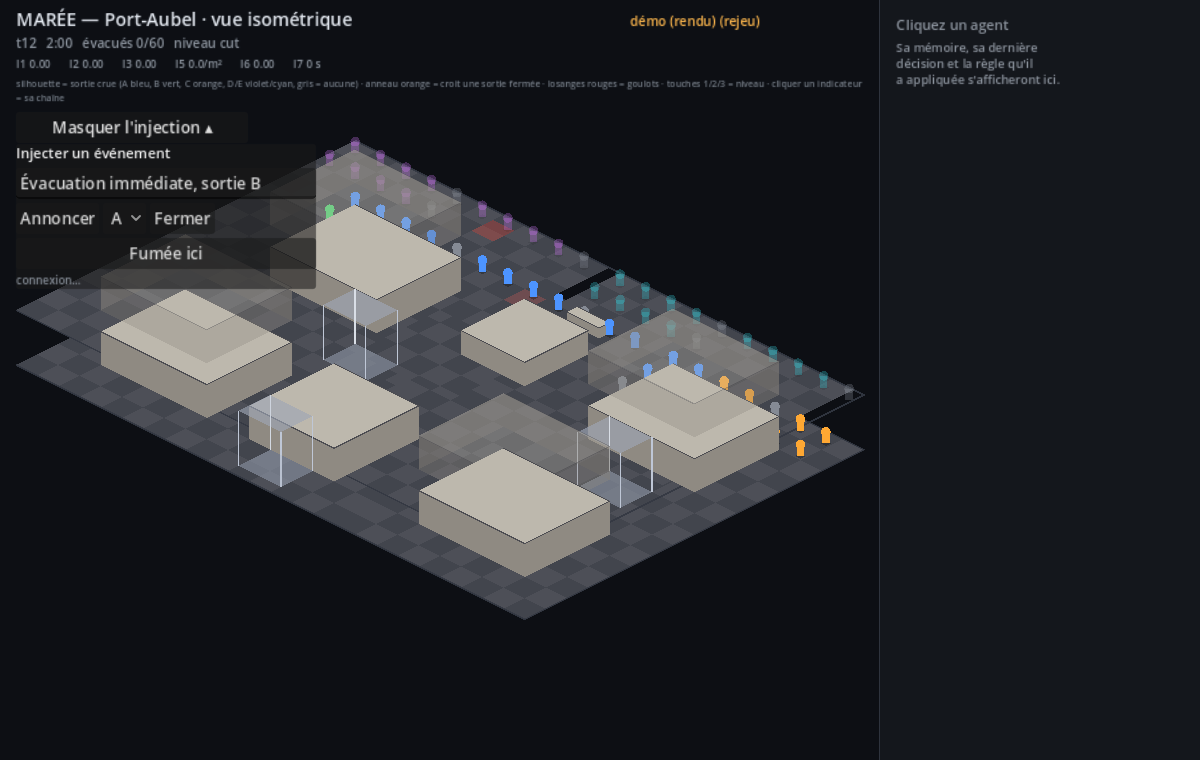 MARÉE — Port-Aubel · vue isométrique
démo (rendu) (rejeu)
t12 2:00 évacués 0/60 niveau cut
I1 0.00 I2 0.00 I3 0.00 I5 0.0/m² I6 0.00 I7 0 s
silhouette = sortie crue (A bleu, B vert, C orange, D/E violet/cyan, gris = aucune) · anneau orange = croit une sortie fermée · losanges rouges = goulots · touches 1/2/3 = niveau · cliquer un indicateur
= sa chaîne
Masquer l'injection ▴
Injecter un événement
Évacuation immédiate, sortie B
Annoncer A Fermer
Fumée ici
connexion...
Cliquez un agent
Sa mémoire, sa dernière
décision et la règle qu'il
a appliquée s'afficheront ici.